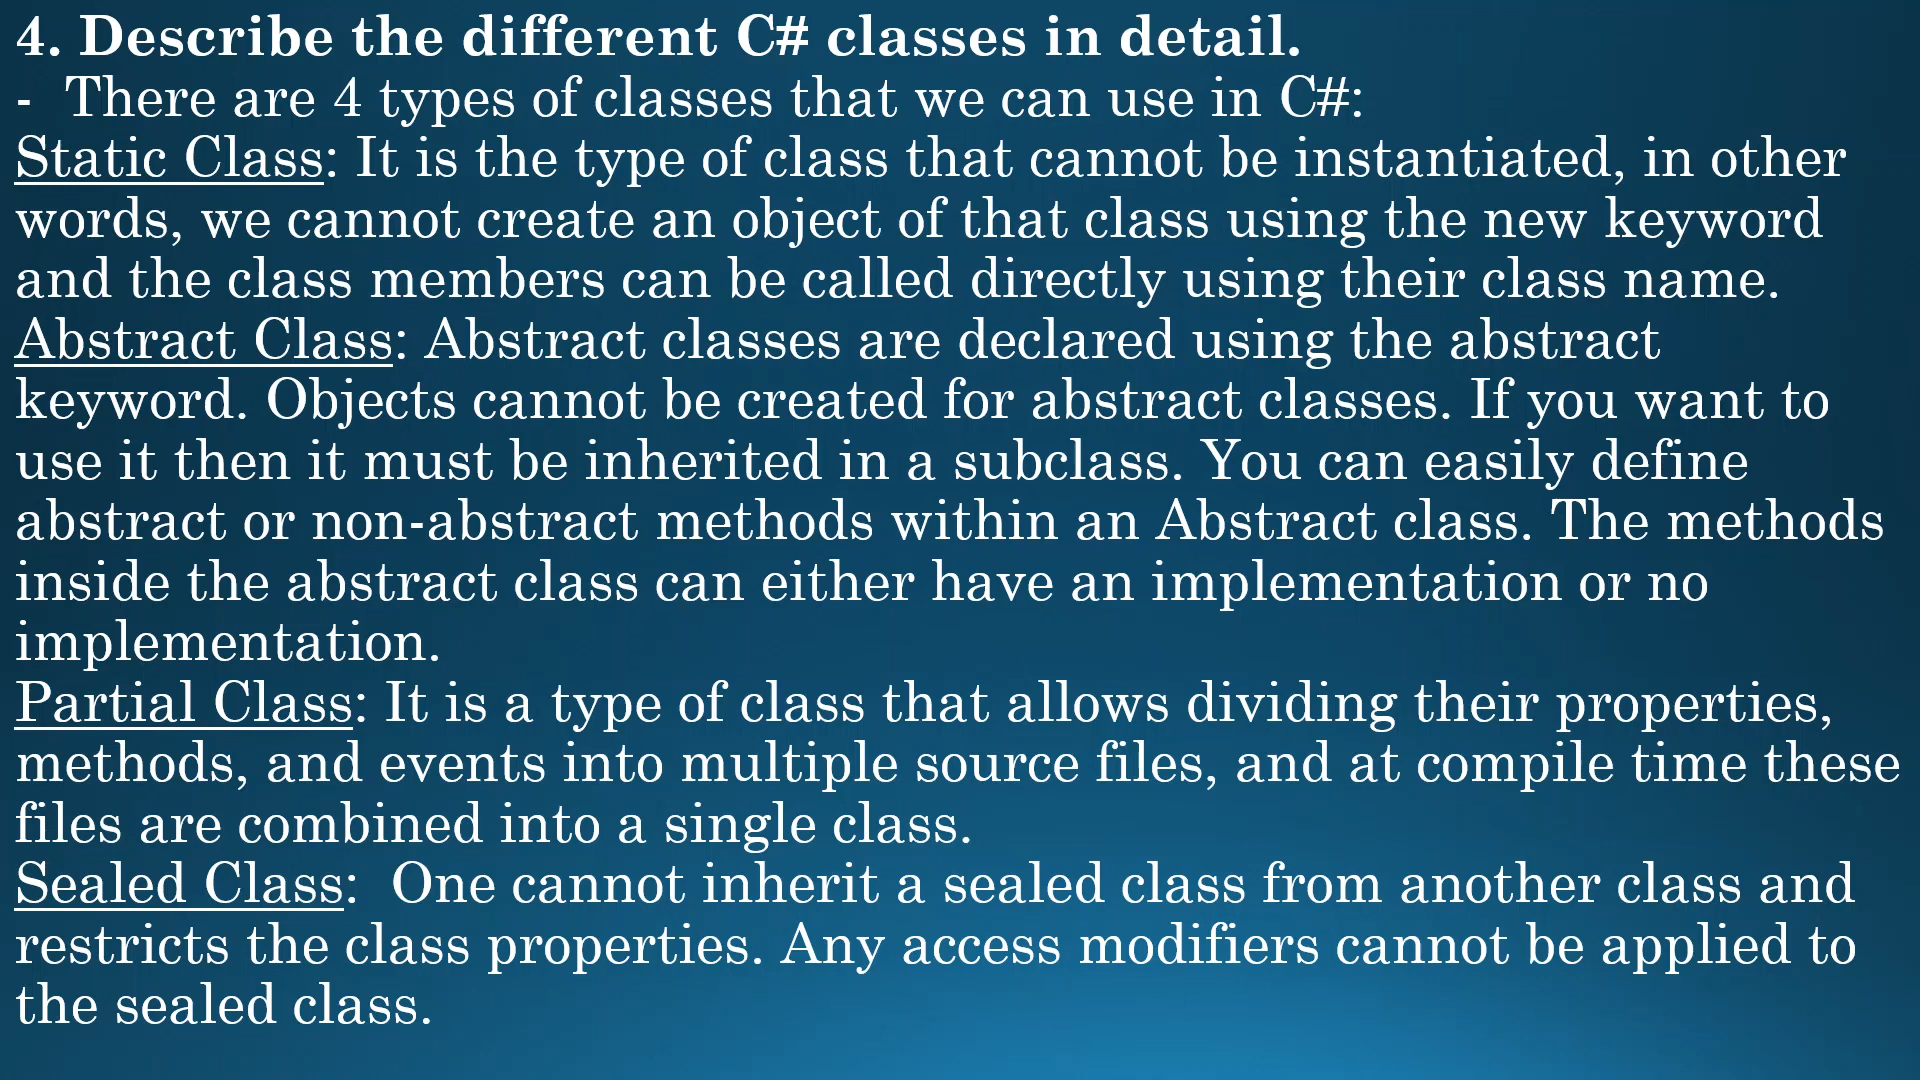 4. Describe the different C# classes in detail.
- There are 4 types of classes that we can use in C#:
Static Class: It is the type of class that cannot be instantiated, in other
words, we cannot create an object of that class using the new keyword
and the class members can be called directly using their class name.
Abstract Class: Abstract classes are declared using the abstract
keyword. Objects cannot be created for abstract classes. If you want to
use it then it must be inherited in a subclass. You can easily define
abstract or non-abstract methods within an Abstract class. The methods
inside the abstract class can either have an implementation or no
implementation.
Partial Class: It is a type of class that allows dividing their properties,
methods, and events into multiple source files, and at compile time these
files are combined into a single class.
Sealed Class: One cannot inherit a sealed class from another class and
restricts the class properties. Any access modifiers cannot be applied to
the sealed class.